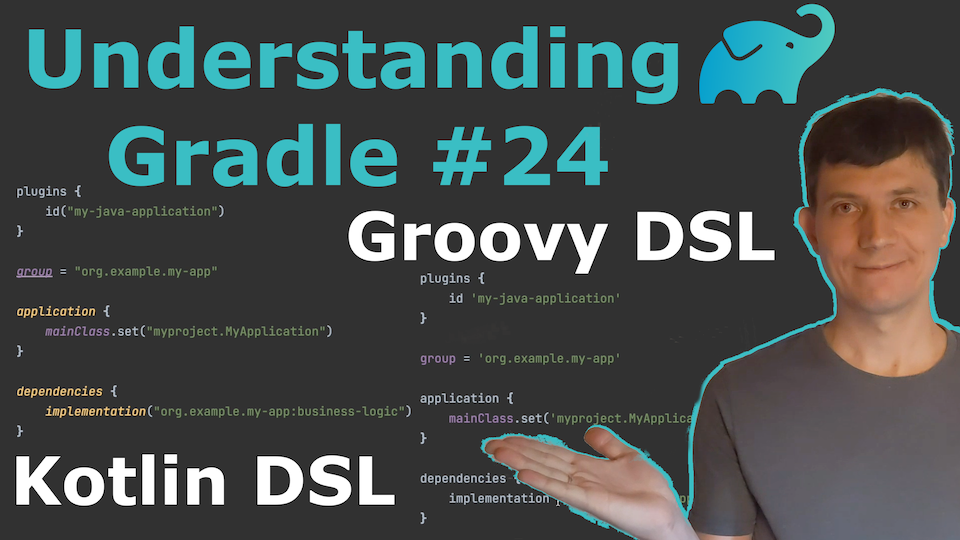 Understanding
Gradle #24
plugins {
id("my-java-application")
}
group = "org.example.my-app"
application {
mainClass.set("myproject.MyApplication")
}
dependencies {
implementation("org.example.my-app:business-logic")
}
Kotlin DSL
Groovy DSL
plugins {
id 'my-java-application'
}
group = 'org.example.my-app'
application {
mainClass.set('myproject.MyApplica
}
dependencies {
implementation
}